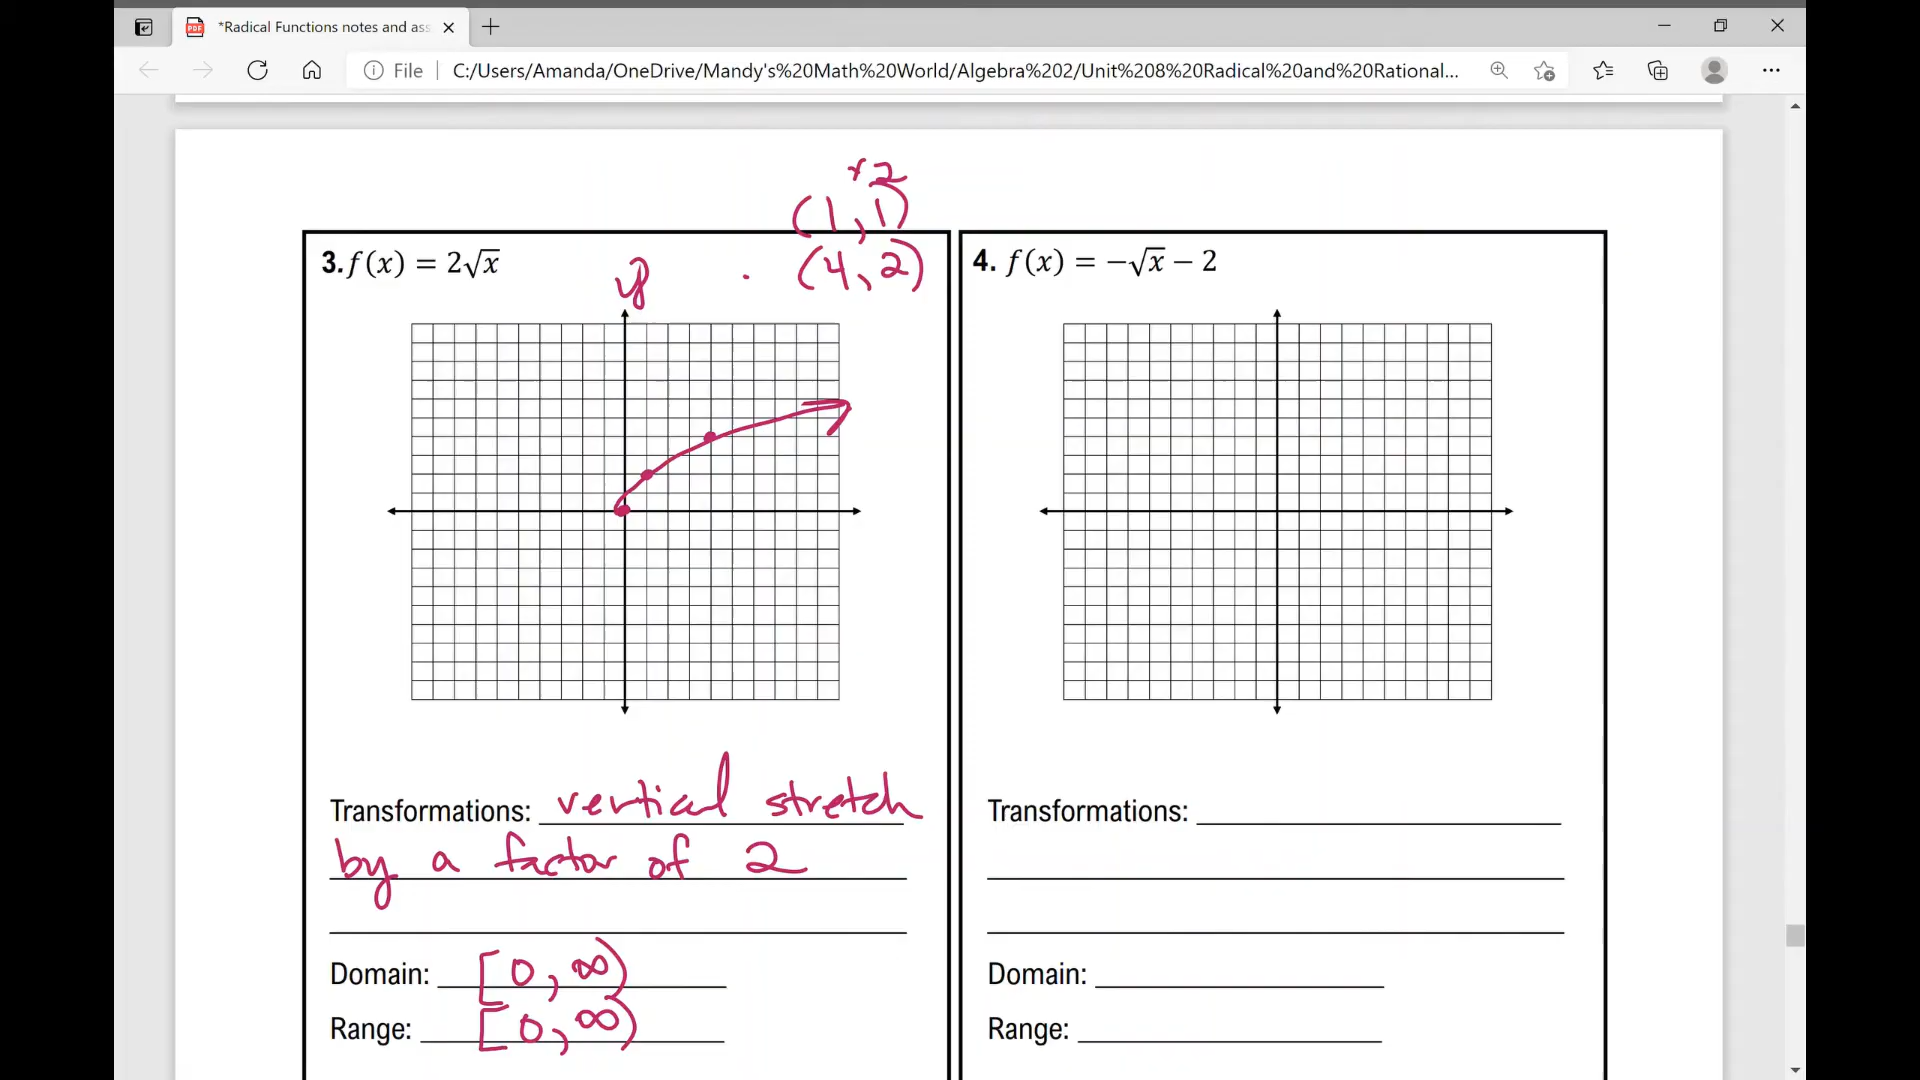 *Radical Functions notes and ass
File C:/Users/Amanda/OneDrive/Mandy's%20Math%20World/Algebra%202/Unit%208%20Radical%20and%20Rational...
×2
(1, 1)
(4, 2)
3. f(x) = 2√x
y
Transformations: vertical stretch
by a factor of 2
Domain: [0, ∞)
Range: [0, ∞)
4. f(x) = −√x − 2
Transformations:
Domain:
Range: